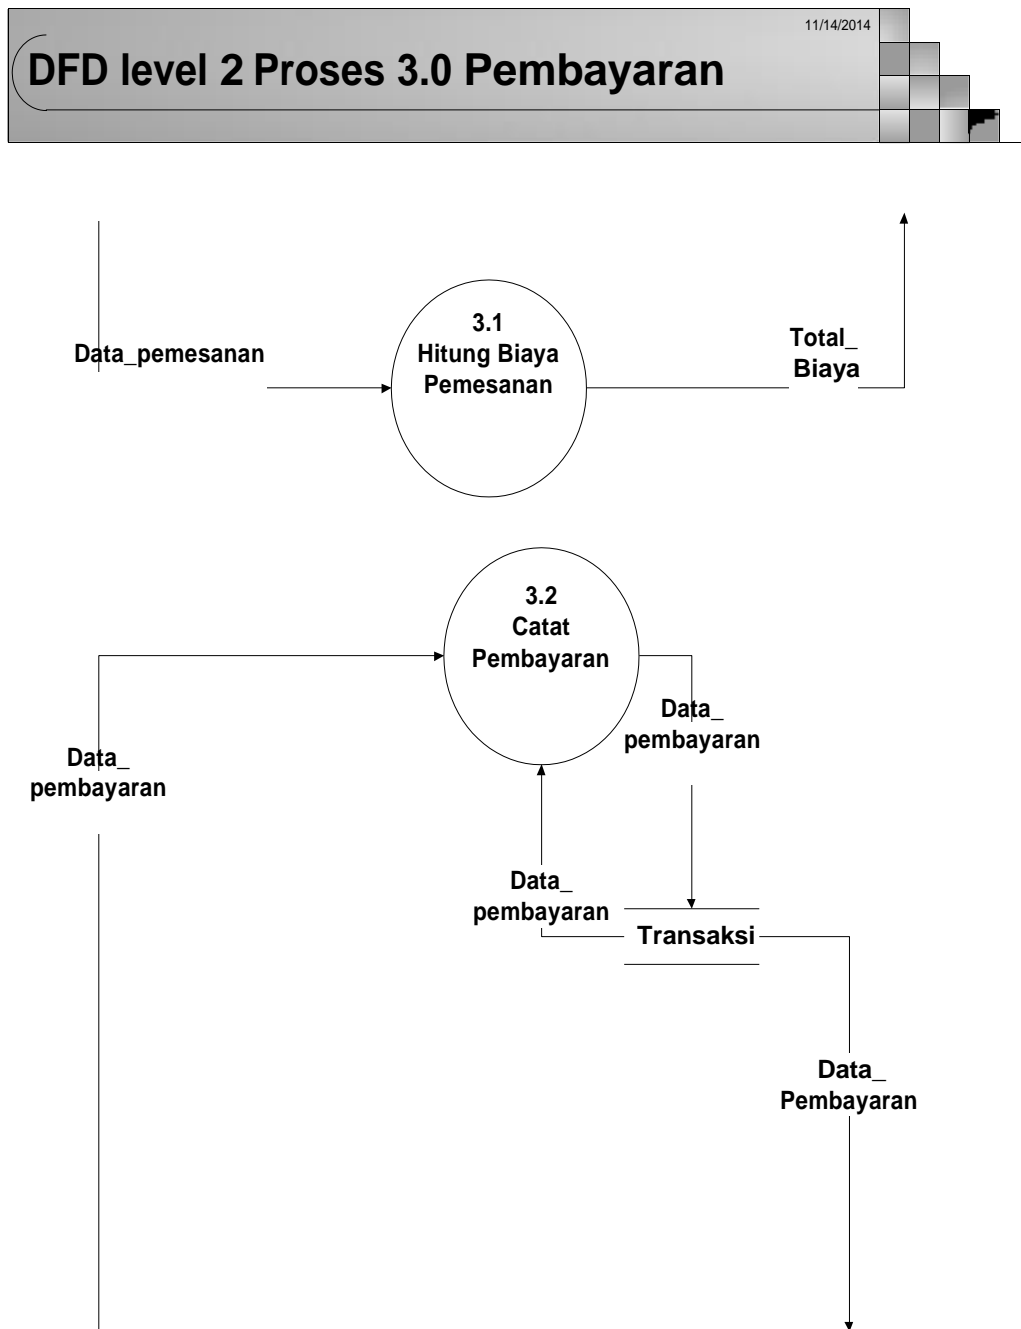 11/14/2014
DFD level 2 Proses 3.0 Pembayaran
3.1
Hitung Biaya
Pemesanan
Data_pemesanan
Total_
Biaya
3.2
Catat
Pembayaran
Data_
pembayaran
Data_
pembayaran
Data_
pembayaran
Transaksi
Data_
Pembayaran